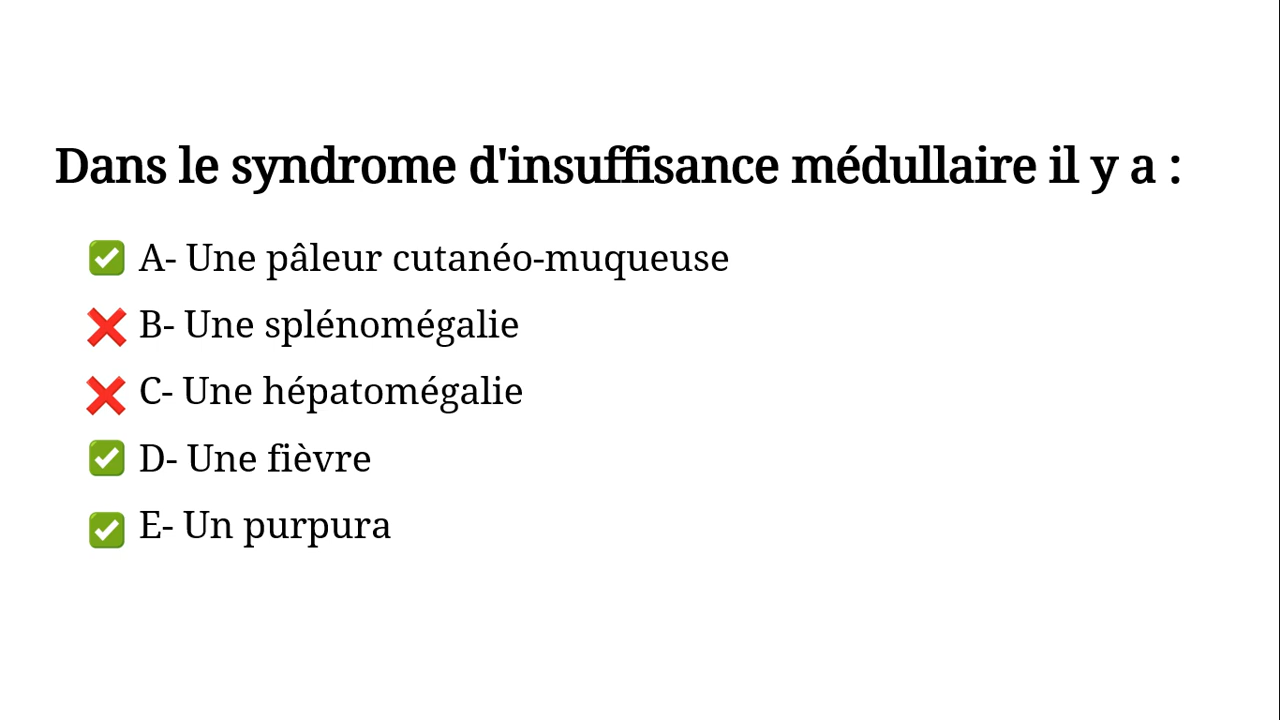 Dans le syndrome d'insuffisance médullaire il y a :
✅ A- Une pâleur cutanéo-muqueuse
❌ B- Une splénomégalie
❌ C- Une hépatomégalie
✅ D- Une fièvre
✅ E- Un purpura